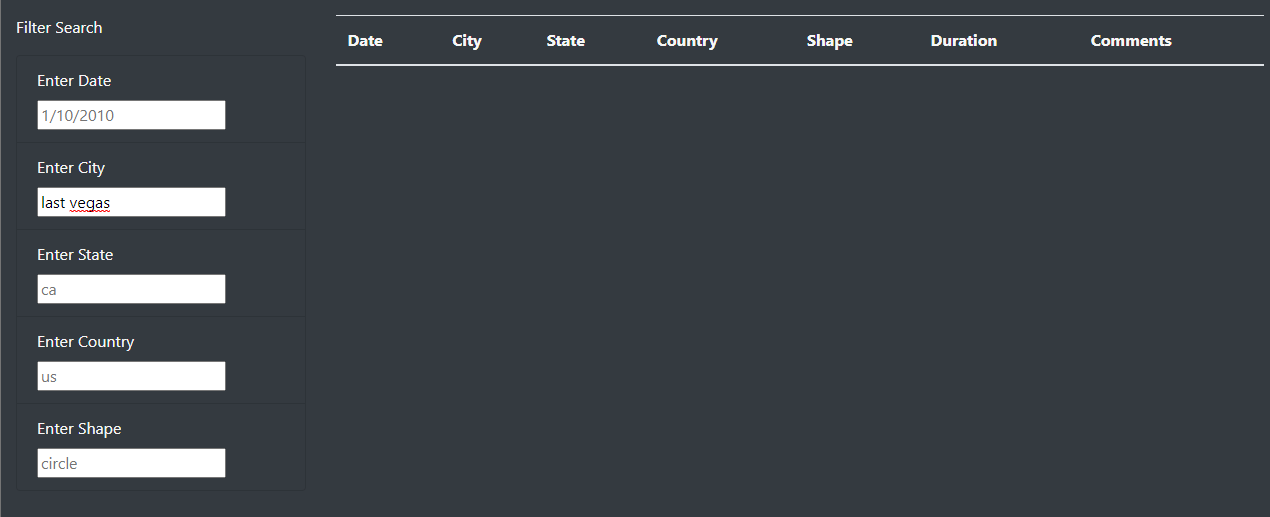 Filter Search
Enter Date
1/10/2010
Enter City
last vegas
Enter State
ca
Enter Country
us
Enter Shape
circle
Date City State Country Shape Duration Comments